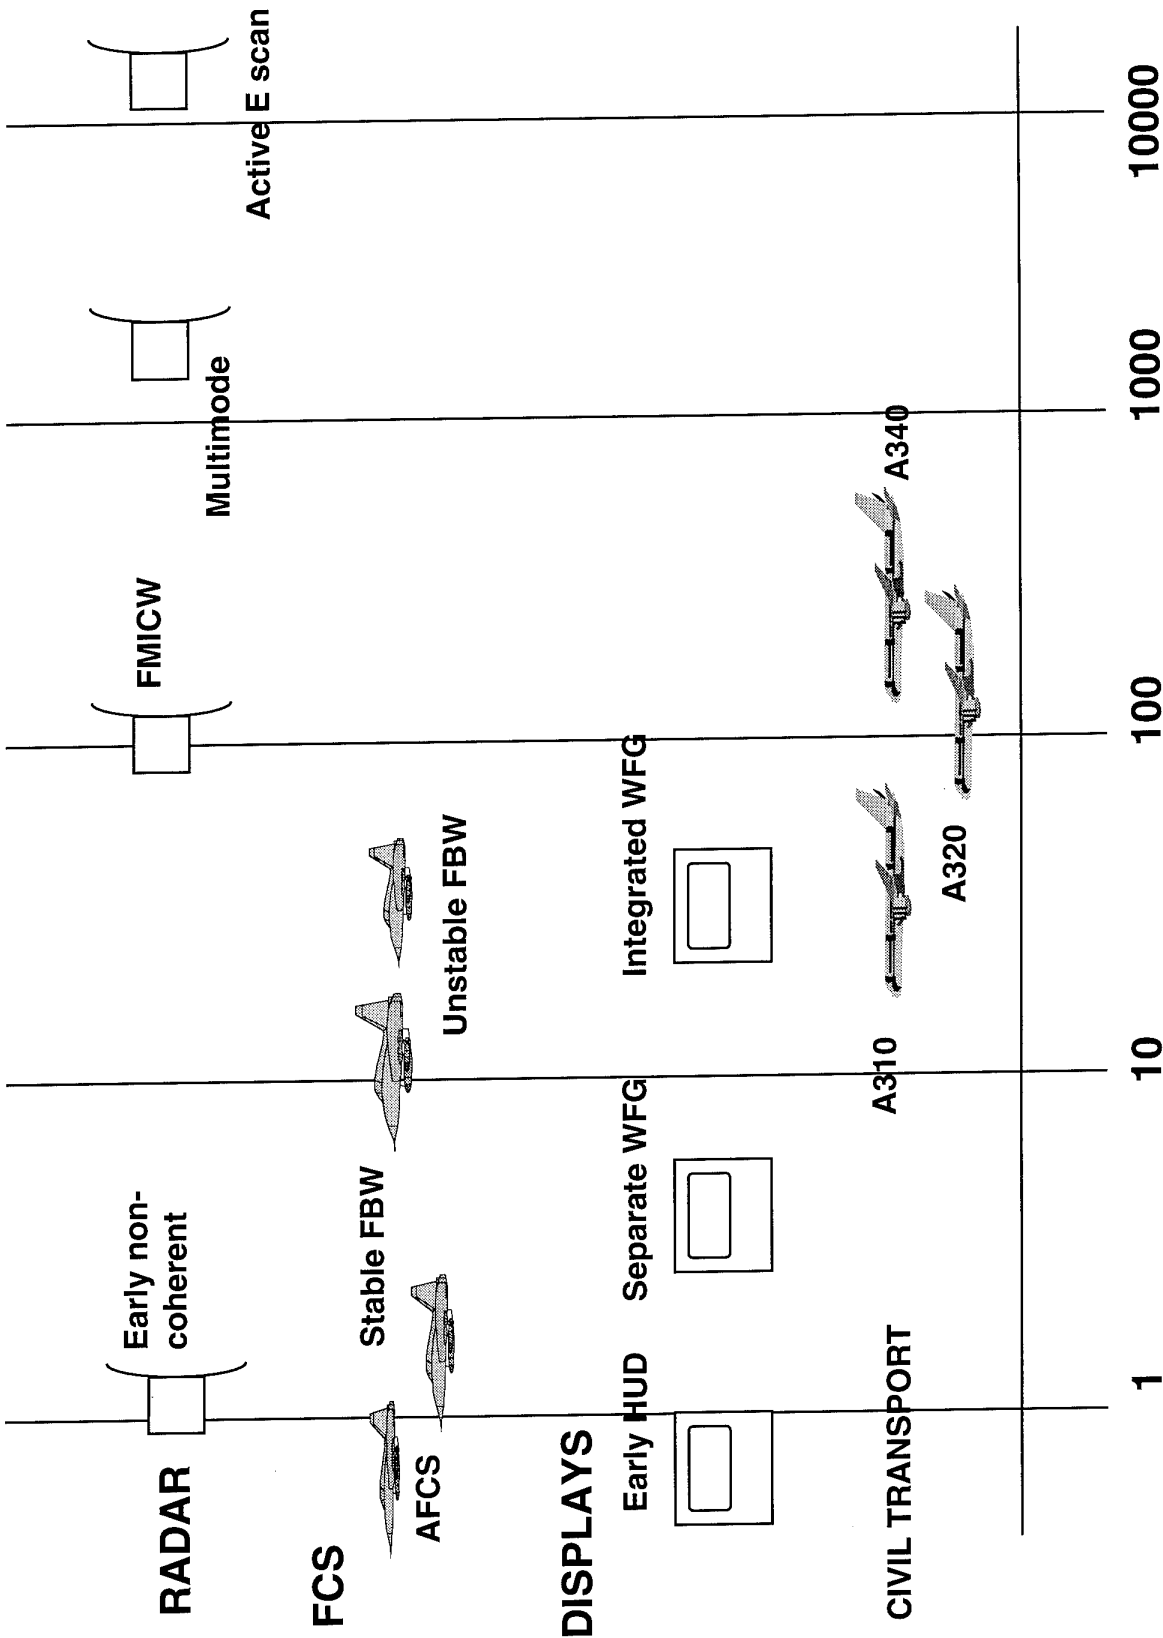 RADAR
Early non-
coherent
FMICW
Multimode
Active E scan
FCS
AFCS
Stable FBW
Unstable FBW
DISPLAYS
Early HUD
Separate WFG
Integrated WFG
CIVIL TRANSPORT
A310
A320
A340
1
10
100
1000
10000